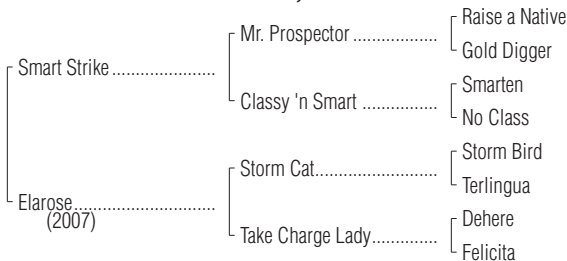 Raise a Native
Mr. Prospector ..................
Gold Digger
Smart Strike ......................
Smarten
Classy 'n Smart ................
No Class
Storm Bird
Storm Cat..........................
Terlingua
Elarose..............................
(2007)
Dehere
Take Charge Lady..............
Felicita